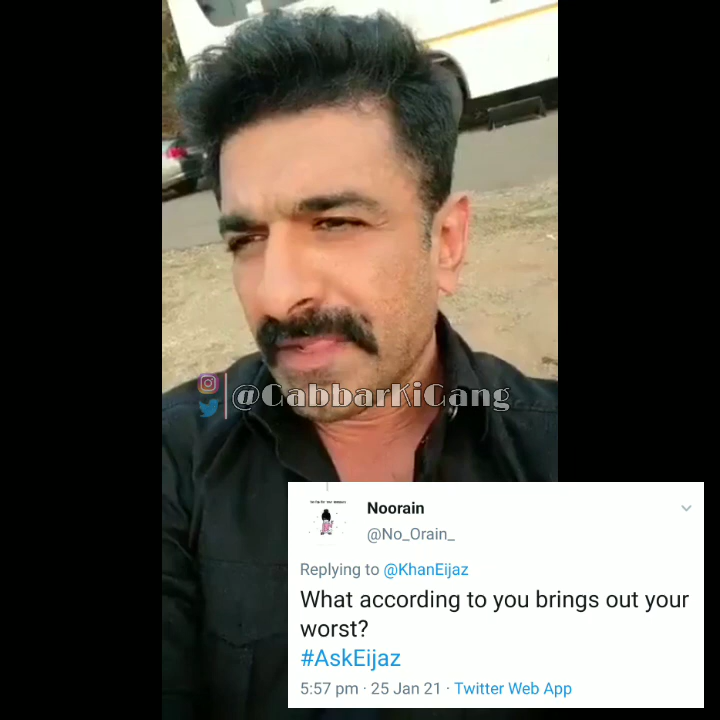 @GabbarKiGang
Noorain
@No_Orain_
Replying to @KhanEijaz
What according to you brings out your
worst?
#AskEijaz
5:57 pm · 25 Jan 21 · Twitter Web App